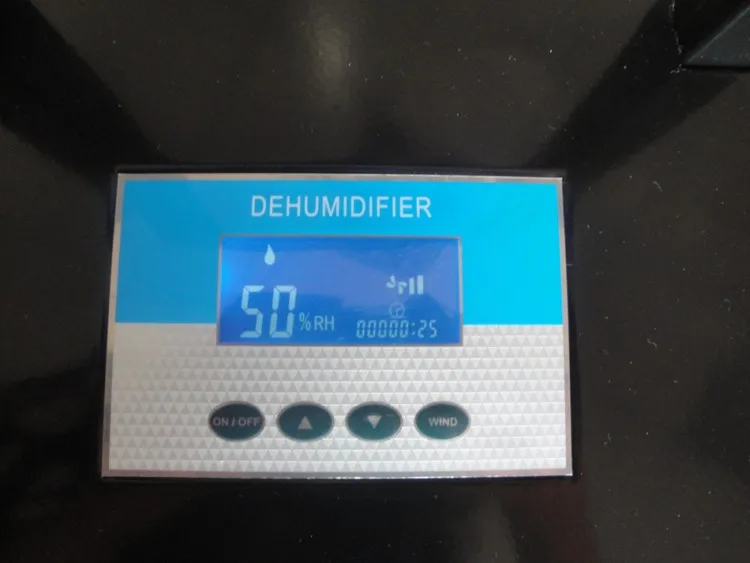 DEHUMIDIFIER
50 %RH
00000:25
ON/OFF
WIND